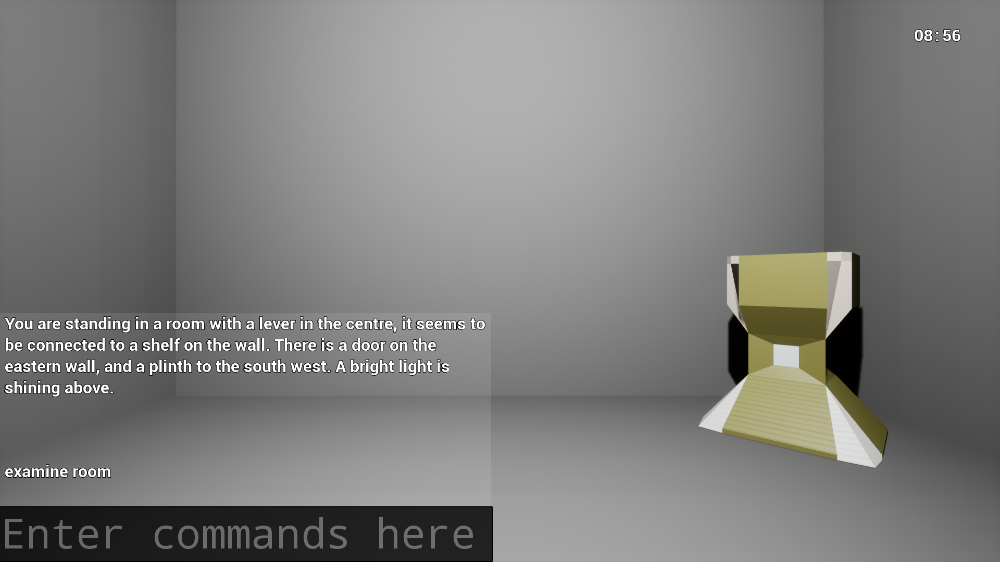 08:56
You are standing in a room with a lever in the centre, it seems to
be connected to a shelf on the wall. There is a door on the
eastern wall, and a plinth to the south west. A bright light is
shining above.
examine room
Enter commands here